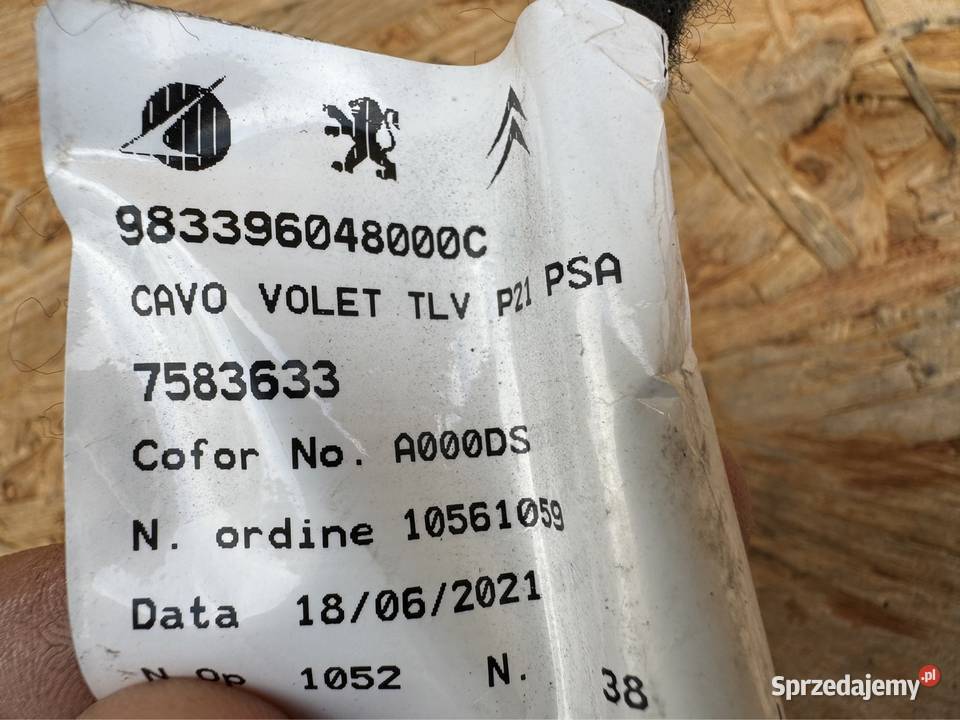 983396048000C
CAVO VOLET TLV P21 PSA
7583633
Cofor No. A000DS
N. ordine 10561059
Data 18/06/2021
N Op 1052 N. 38
Sprzedajemy.pl